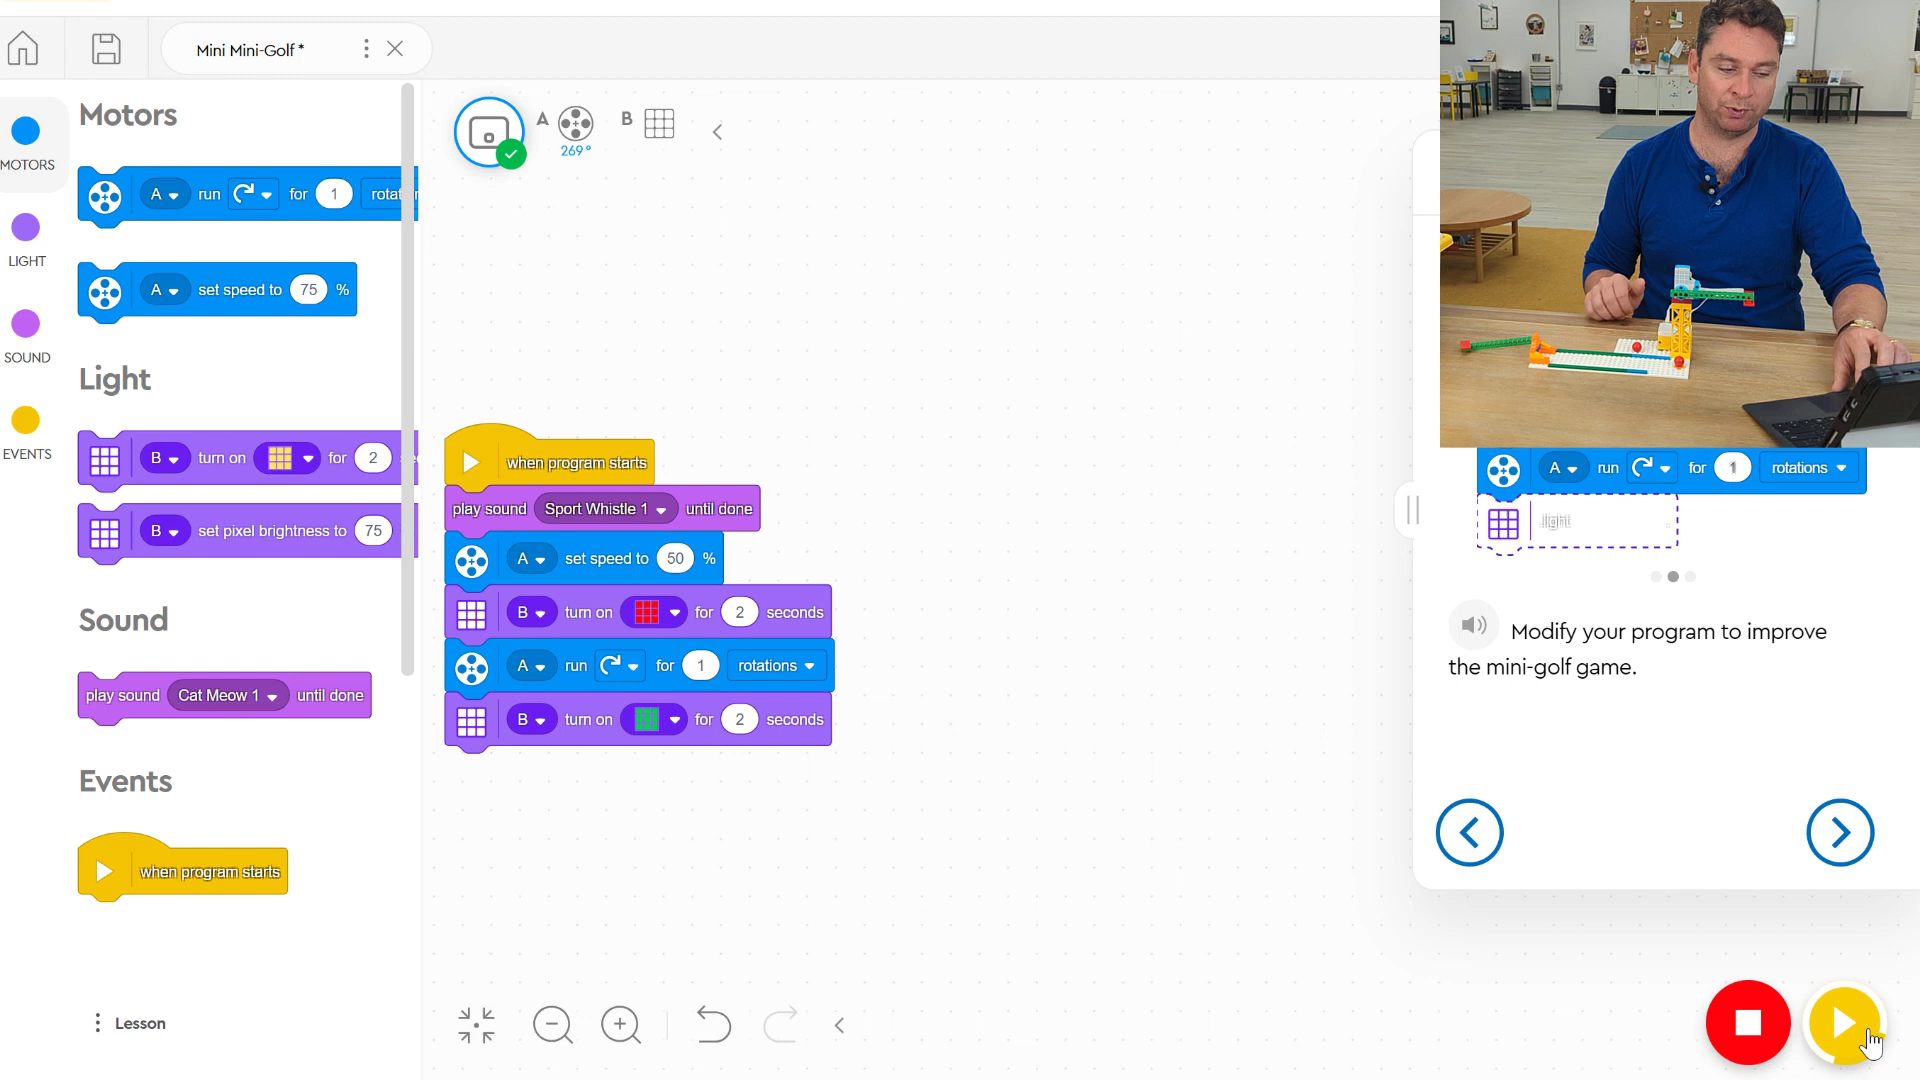 Mini Mini-Golf *
MOTORS
LIGHT
SOUND
EVENTS
Motors
A run for 1
A set speed to 75 %
Light
B turn on for 2
B set pixel brightness to 75
Sound
play sound Cat Meow 1 until done
Events
when program starts
Lesson
A
269°
B
when program starts
play sound Sport Whistle 1 until done
A set speed to 50 %
B turn on for 2 seconds
A run for 1 rotations
B turn on for 2 seconds
A run for 1 rotations
light
Modify your program to improve
the mini-golf game.